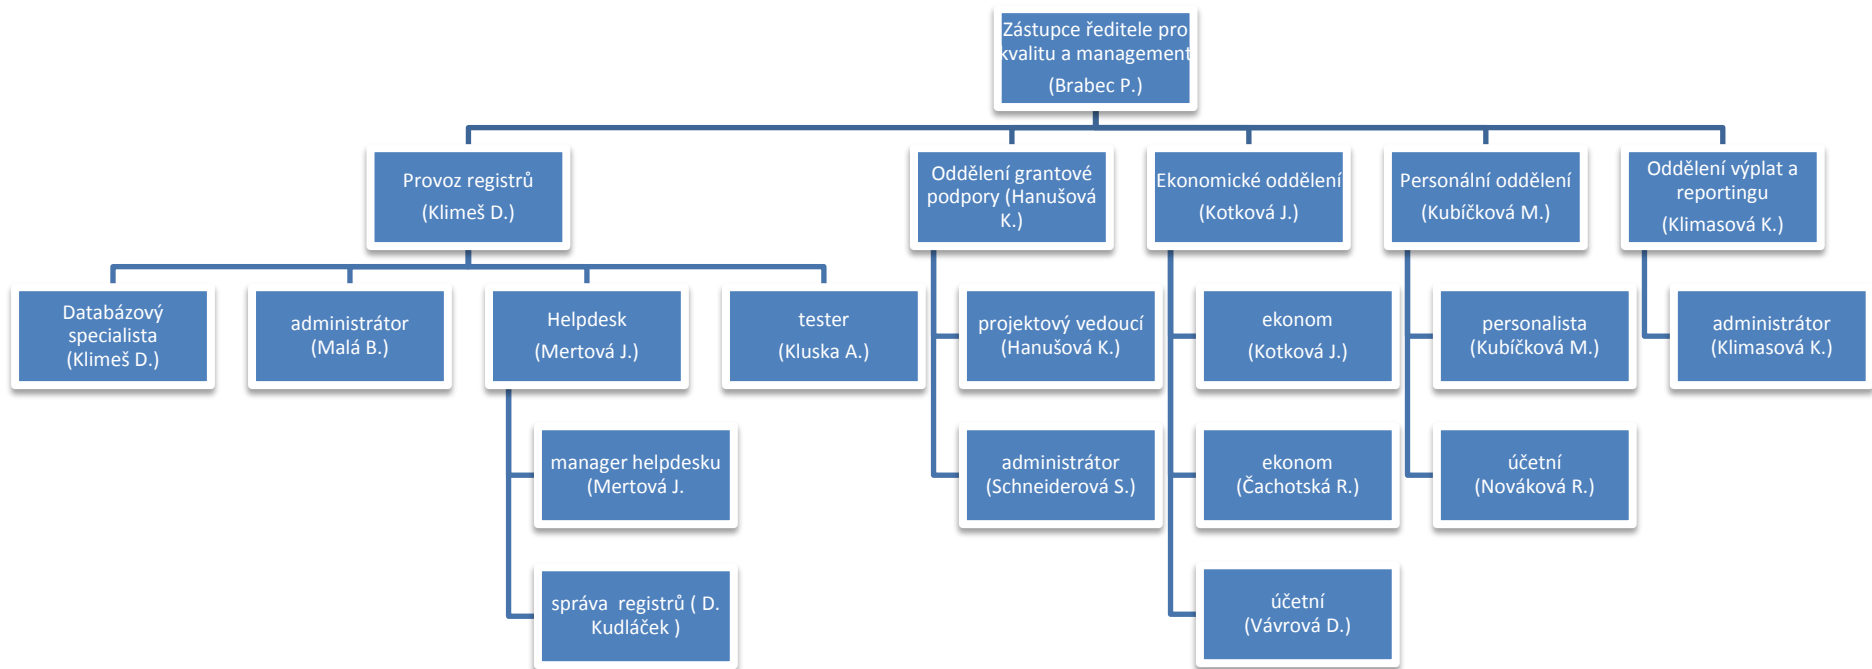 Zástupce ředitele pro
kvalitu a management
(Brabec P.)
Provoz registrů
(Klimeš D.)
Oddělení grantové
podpory (Hanušová
K.)
Ekonomické oddělení
(Kotková J.)
Personální oddělení
(Kubíčková M.)
Oddělení výplat a
reportingu
(Klimasová K.)
Databázový
specialista
(Klimeš D.)
administrátor
(Malá B.)
Helpdesk
(Mertová J.)
tester
(Kluska A.)
projektový vedoucí
(Hanušová K.)
ekonom
(Kotková J.)
personalista
(Kubíčková M.)
administrátor
(Klimasová K.)
manager helpdesku
(Mertová J.
administrátor
(Schneiderová S.)
ekonom
(Čachotská R.)
účetní
(Nováková R.)
správa  registrů ( D.
Kudláček )
účetní
(Vávrová D.)